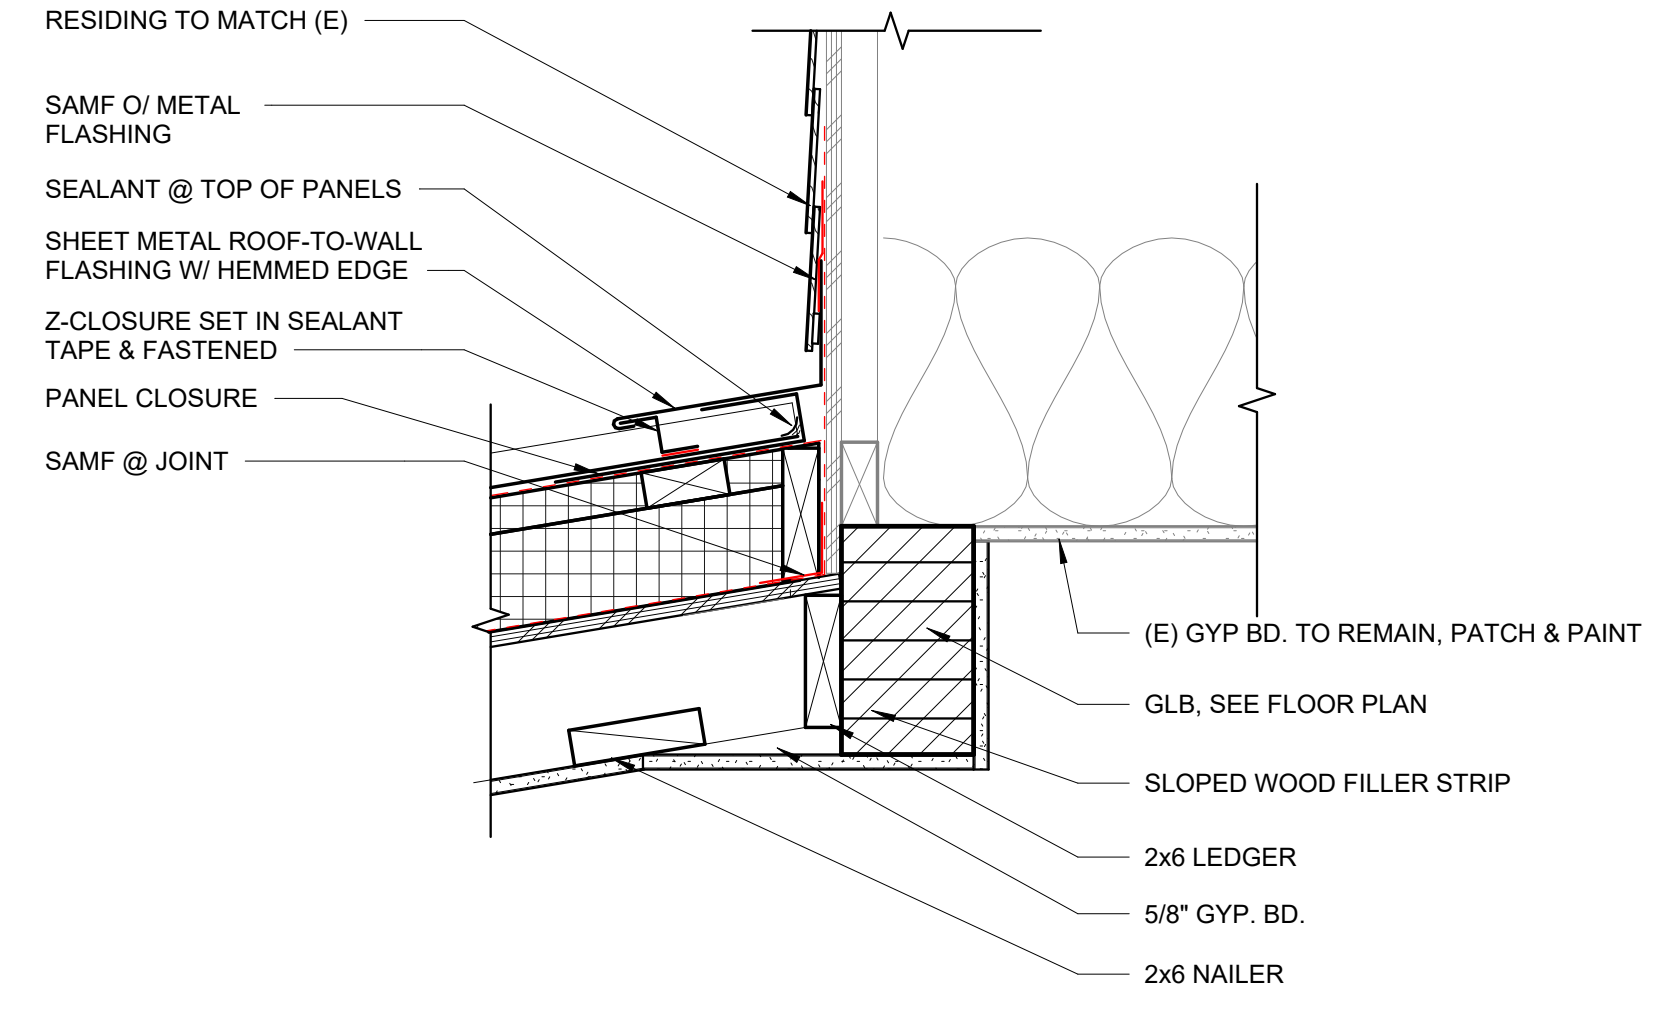 RESIDING TO MATCH (E)
SAMF O/ METAL
FLASHING
SEALANT @ TOP OF PANELS
SHEET METAL ROOF-TO-WALL
FLASHING W/ HEMMED EDGE
Z-CLOSURE SET IN SEALANT
TAPE & FASTENED
PANEL CLOSURE
SAMF @ JOINT
(E) GYP BD. TO REMAIN, PATCH & PAINT
GLB, SEE FLOOR PLAN
SLOPED WOOD FILLER STRIP
2x6 LEDGER
5/8" GYP. BD.
2x6 NAILER